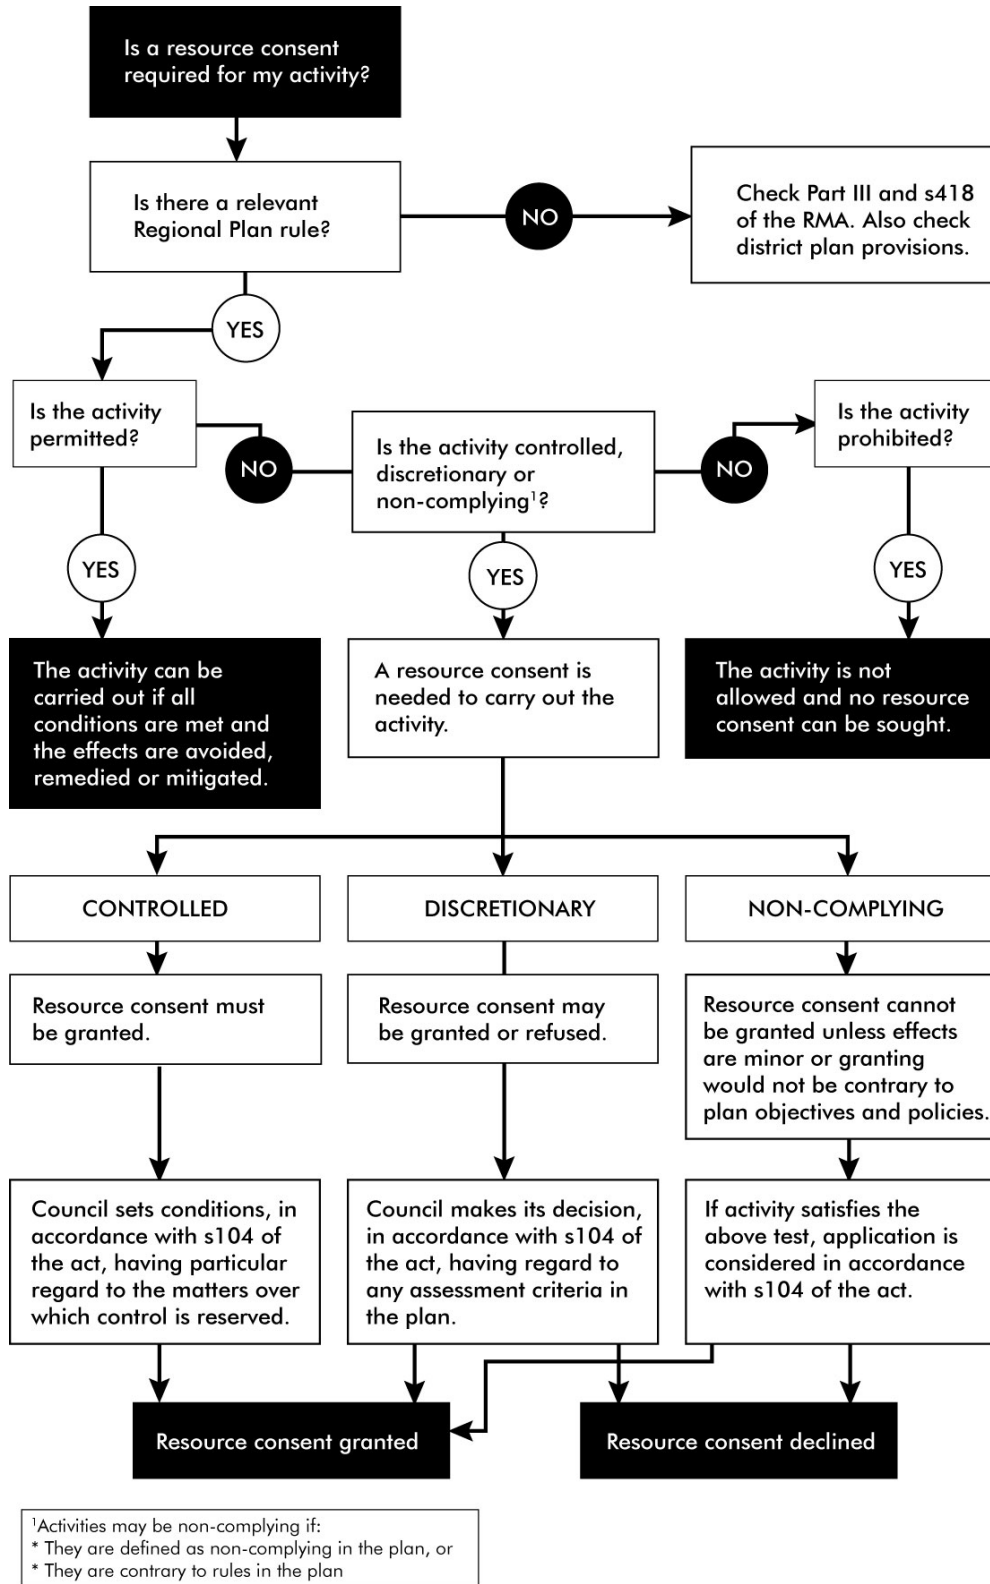 Is a resource consent
required for my activity?
Is there a relevant
Regional Plan rule?
NO
Check Part III and s418
of the RMA. Also check
district plan provisions.
YES
Is the activity
permitted?
NO
Is the activity controlled,
discretionary or
non-complying¹?
NO
Is the activity
prohibited?
YES
YES
YES
The activity can be
carried out if all
conditions are met and
the effects are avoided,
remedied or mitigated.
A resource consent is
needed to carry out the
activity.
The activity is not
allowed and no resource
consent can be sought.
CONTROLLED
DISCRETIONARY
NON-COMPLYING
Resource consent must
be granted.
Resource consent may
be granted or refused.
Resource consent cannot
be granted unless effects
are minor or granting
would not be contrary to
plan objectives and policies.
Council sets conditions, in
accordance with s104 of
the act, having particular
regard to the matters over
which control is reserved.
Council makes its decision,
in accordance with s104 of
the act, having regard to
any assessment criteria in
the plan.
If activity satisfies the
above test, application is
considered in accordance
with s104 of the act.
Resource consent granted
Resource consent declined
¹Activities may be non-complying if:
* They are defined as non-complying in the plan, or
* They are contrary to rules in the plan